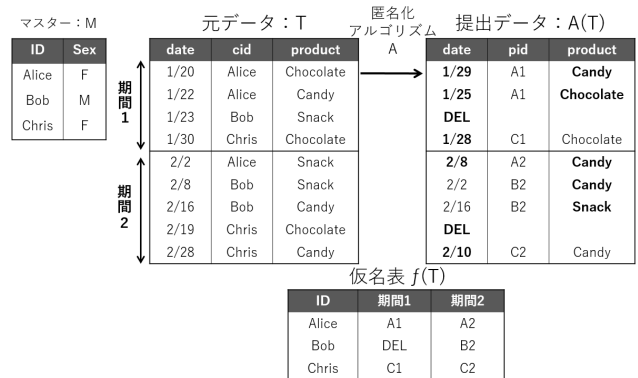 マスター：M
ID Sex
Alice F
Bob M
Chris F
元データ：T
date cid product
1/20 Alice Chocolate
1/22 Alice Candy
1/23 Bob Snack
1/30 Chris Chocolate
2/2 Alice Snack
2/8 Bob Snack
2/16 Bob Candy
2/19 Chris Chocolate
2/28 Chris Candy
期間1
期間2
匿名化
アルゴリズム
A
提出データ：A(T)
date pid product
1/29 A1 Candy
1/25 A1 Chocolate
DEL
1/28 C1 Chocolate
2/8 A2 Candy
2/2 B2 Candy
2/16 B2 Snack
DEL
2/10 C2 Candy
仮名表 f(T)
ID 期間1 期間2
Alice A1 A2
Bob DEL B2
Chris C1 C2